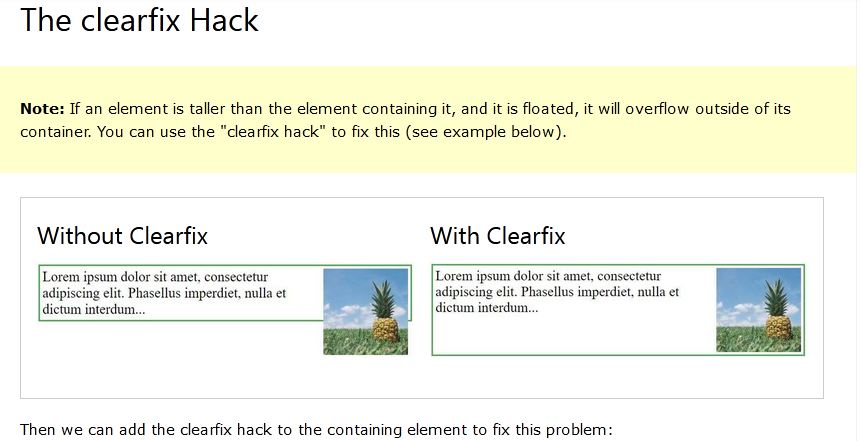 The clearfix Hack
Note: If an element is taller than the element containing it, and it is floated, it will overflow outside of its
container. You can use the "clearfix hack" to fix this (see example below).
Without Clearfix
Lorem ipsum dolor sit amet, consectetur
adipiscing elit. Phasellus imperdiet, nulla et
dictum interdum...
With Clearfix
Lorem ipsum dolor sit amet, consectetur
adipiscing elit. Phasellus imperdiet, nulla et
dictum interdum...
Then we can add the clearfix hack to the containing element to fix this problem: